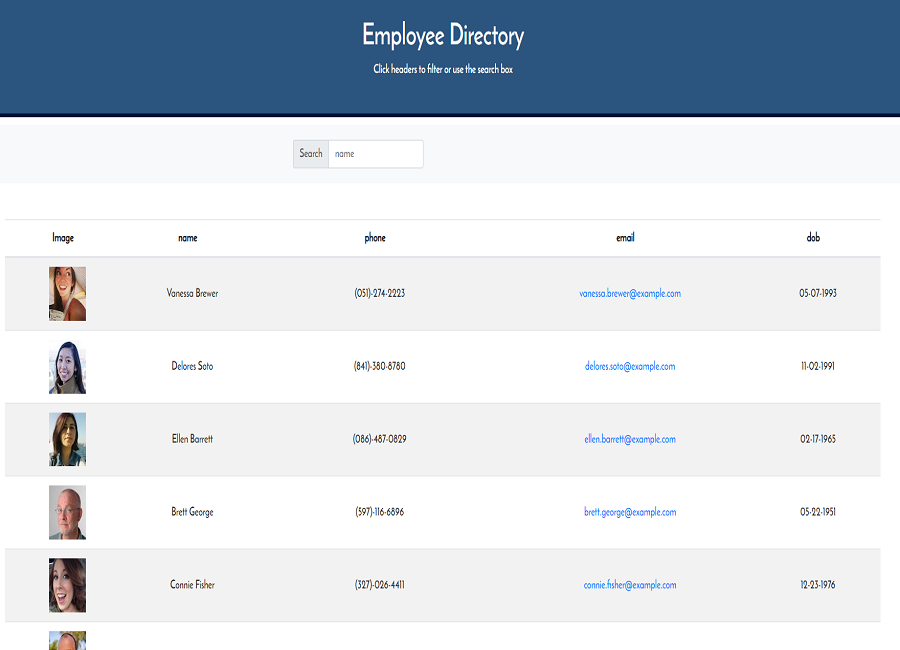 Employee Directory
Click headers to filter or use the search box
Search name
Image name phone email dob
Vanessa Brewer (051)-274-2223 vanessa.brewer@example.com 05-07-1993
Delores Soto (841)-380-8780 delores.soto@example.com 11-02-1991
Ellen Barrett (086)-487-0829 ellen.barrett@example.com 02-17-1965
Brett George (597)-116-6896 brett.george@example.com 05-22-1951
Connie Fisher (327)-026-4411 connie.fisher@example.com 12-23-1976